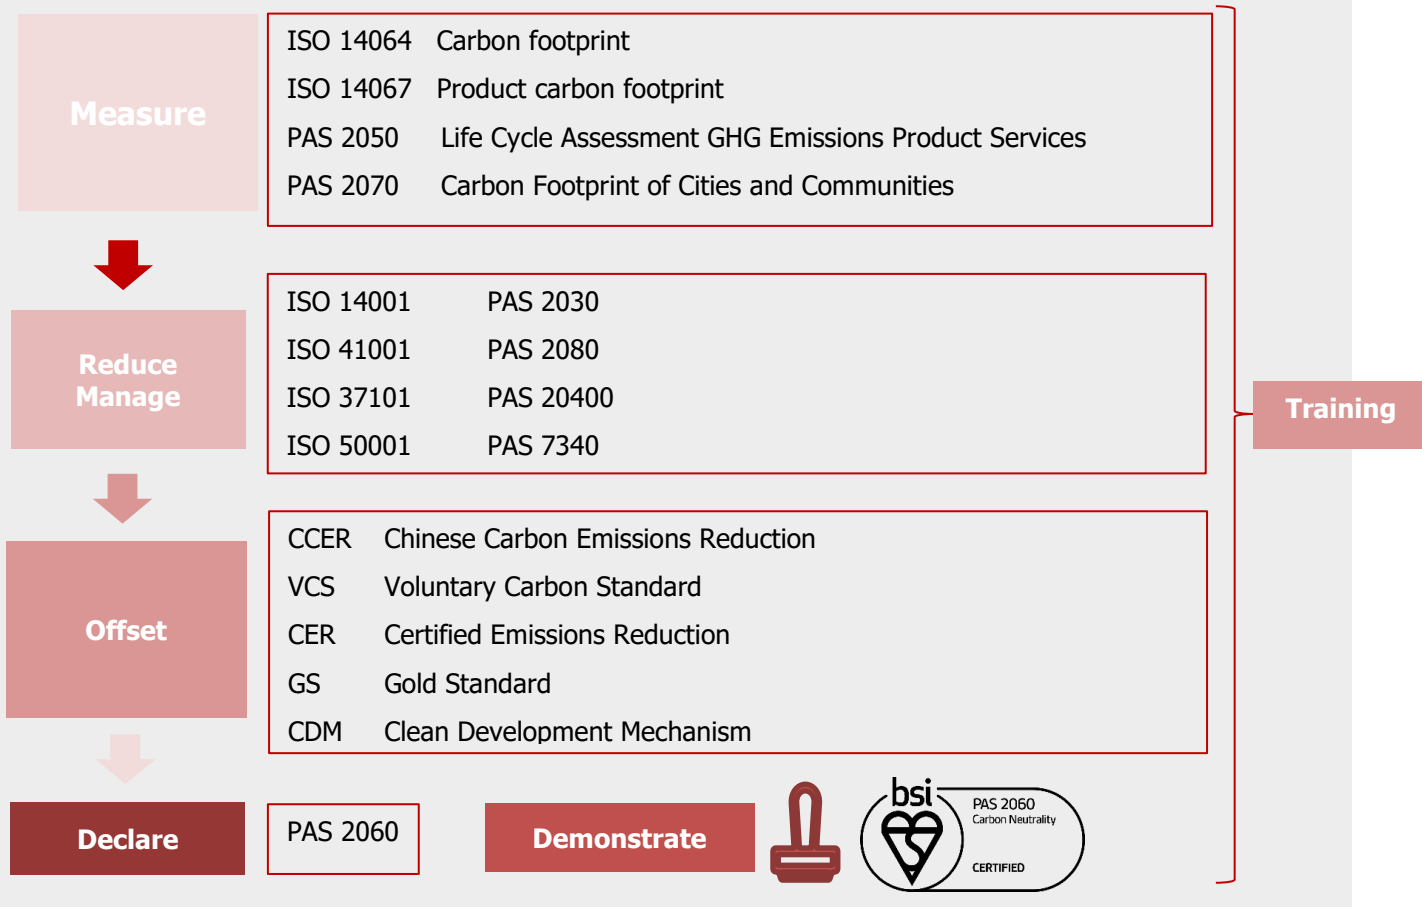 Measure
ISO 14064 Carbon footprint
ISO 14067 Product carbon footprint
PAS 2050 Life Cycle Assessment GHG Emissions Product Services
PAS 2070 Carbon Footprint of Cities and Communities
Reduce
Manage
ISO 14001 PAS 2030
ISO 41001 PAS 2080
ISO 37101 PAS 20400
ISO 50001 PAS 7340
Training
Offset
CCER Chinese Carbon Emissions Reduction
VCS Voluntary Carbon Standard
CER Certified Emissions Reduction
GS Gold Standard
CDM Clean Development Mechanism
Declare
PAS 2060
Demonstrate
bsi
PAS 2060
Carbon Neutrality
CERTIFIED